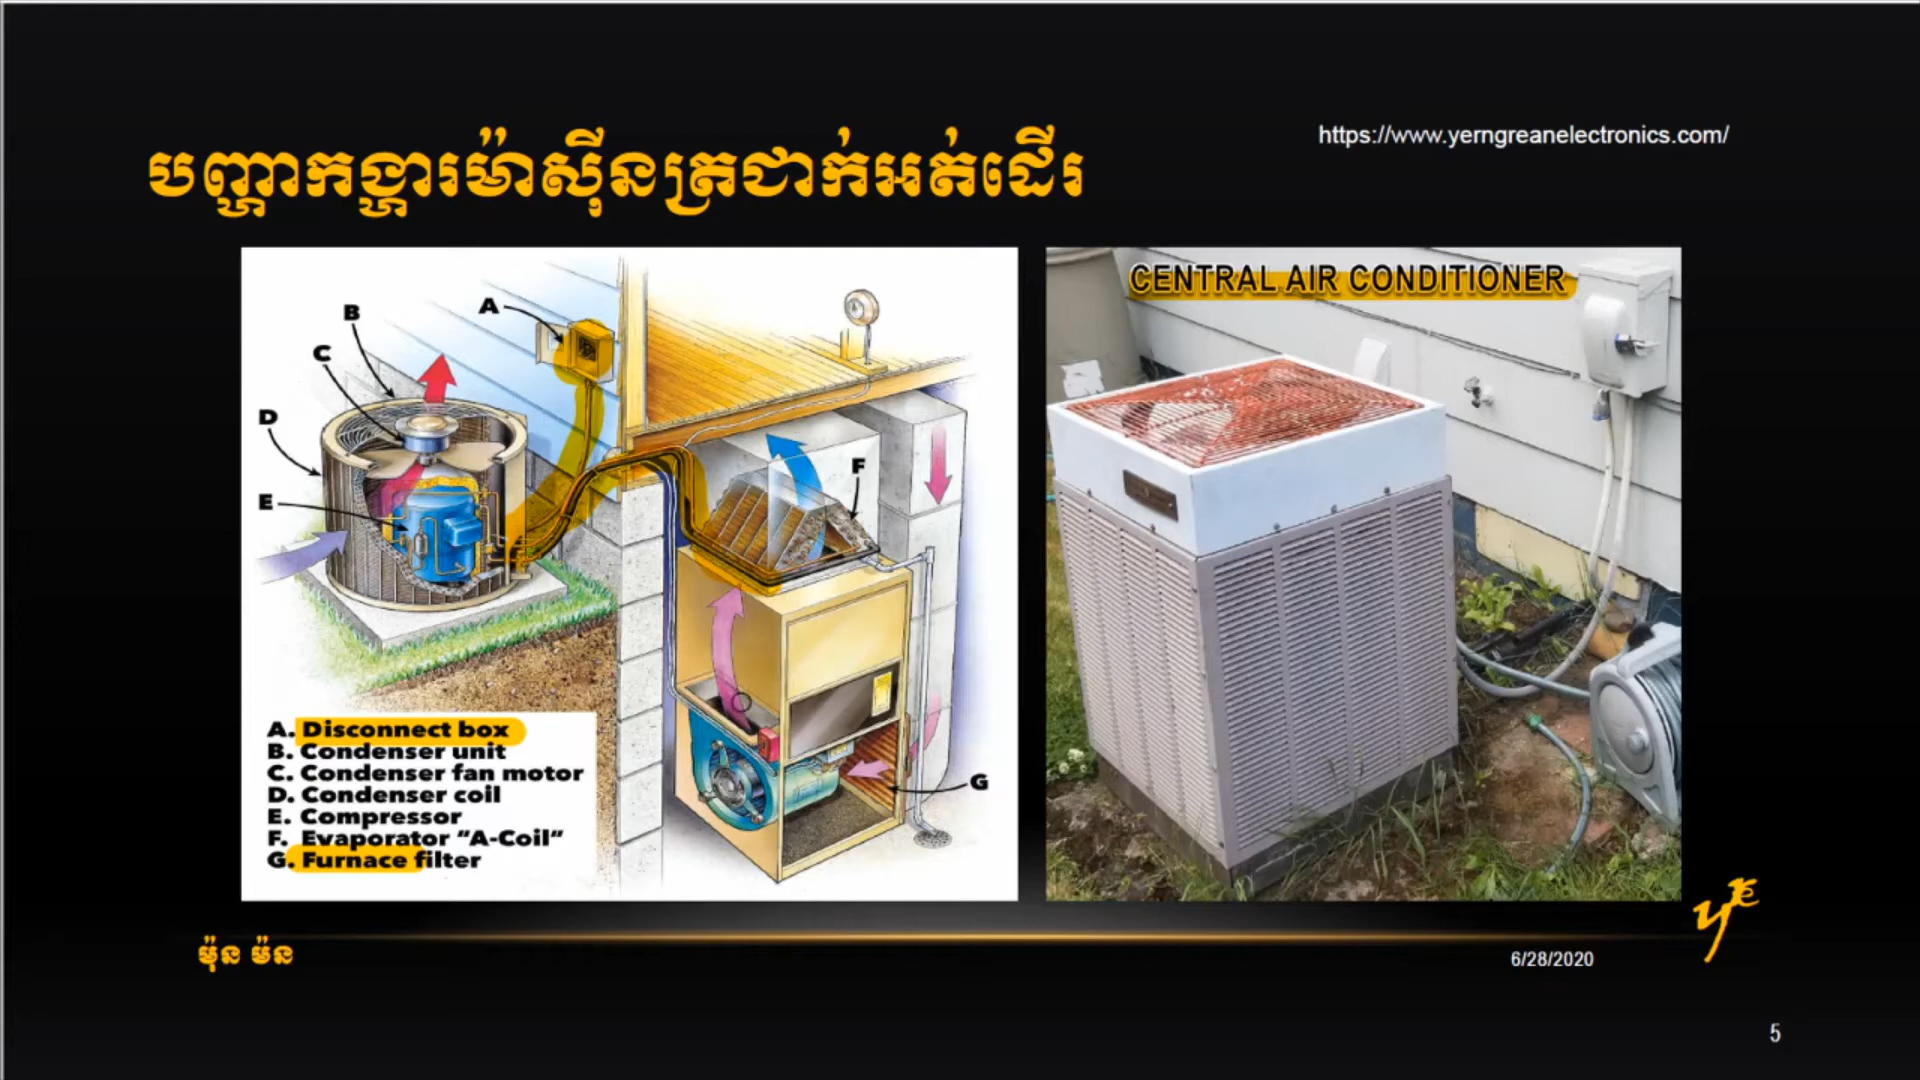 បញ្ហាកង្ហារម៉ាស៊ីនត្រជាក់អត់ដើរ
https://www.yerngreanelectronics.com/
A
B
C
D
E
F
G
A. Disconnect box
B. Condenser unit
C. Condenser fan motor
D. Condenser coil
E. Compressor
F. Evaporator “A-Coil”
G. Furnace filter
CENTRAL AIR CONDITIONER
ម៉ុន ម៉ន
6/28/2020
5